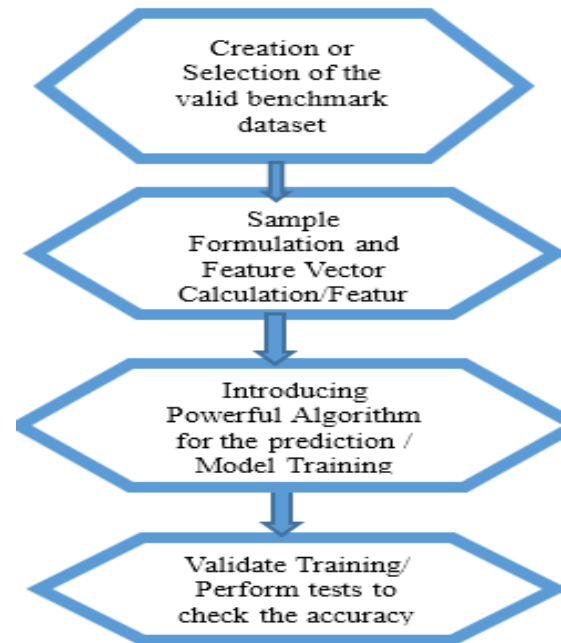 Creation or
Selection of the
valid benchmark
dataset
Sample
Formulation and
Feature Vector
Calculation/Featur
Introducing
Powerful Algorithm
for the prediction /
Model Training
Validate Training/
Perform tests to
check the accuracy